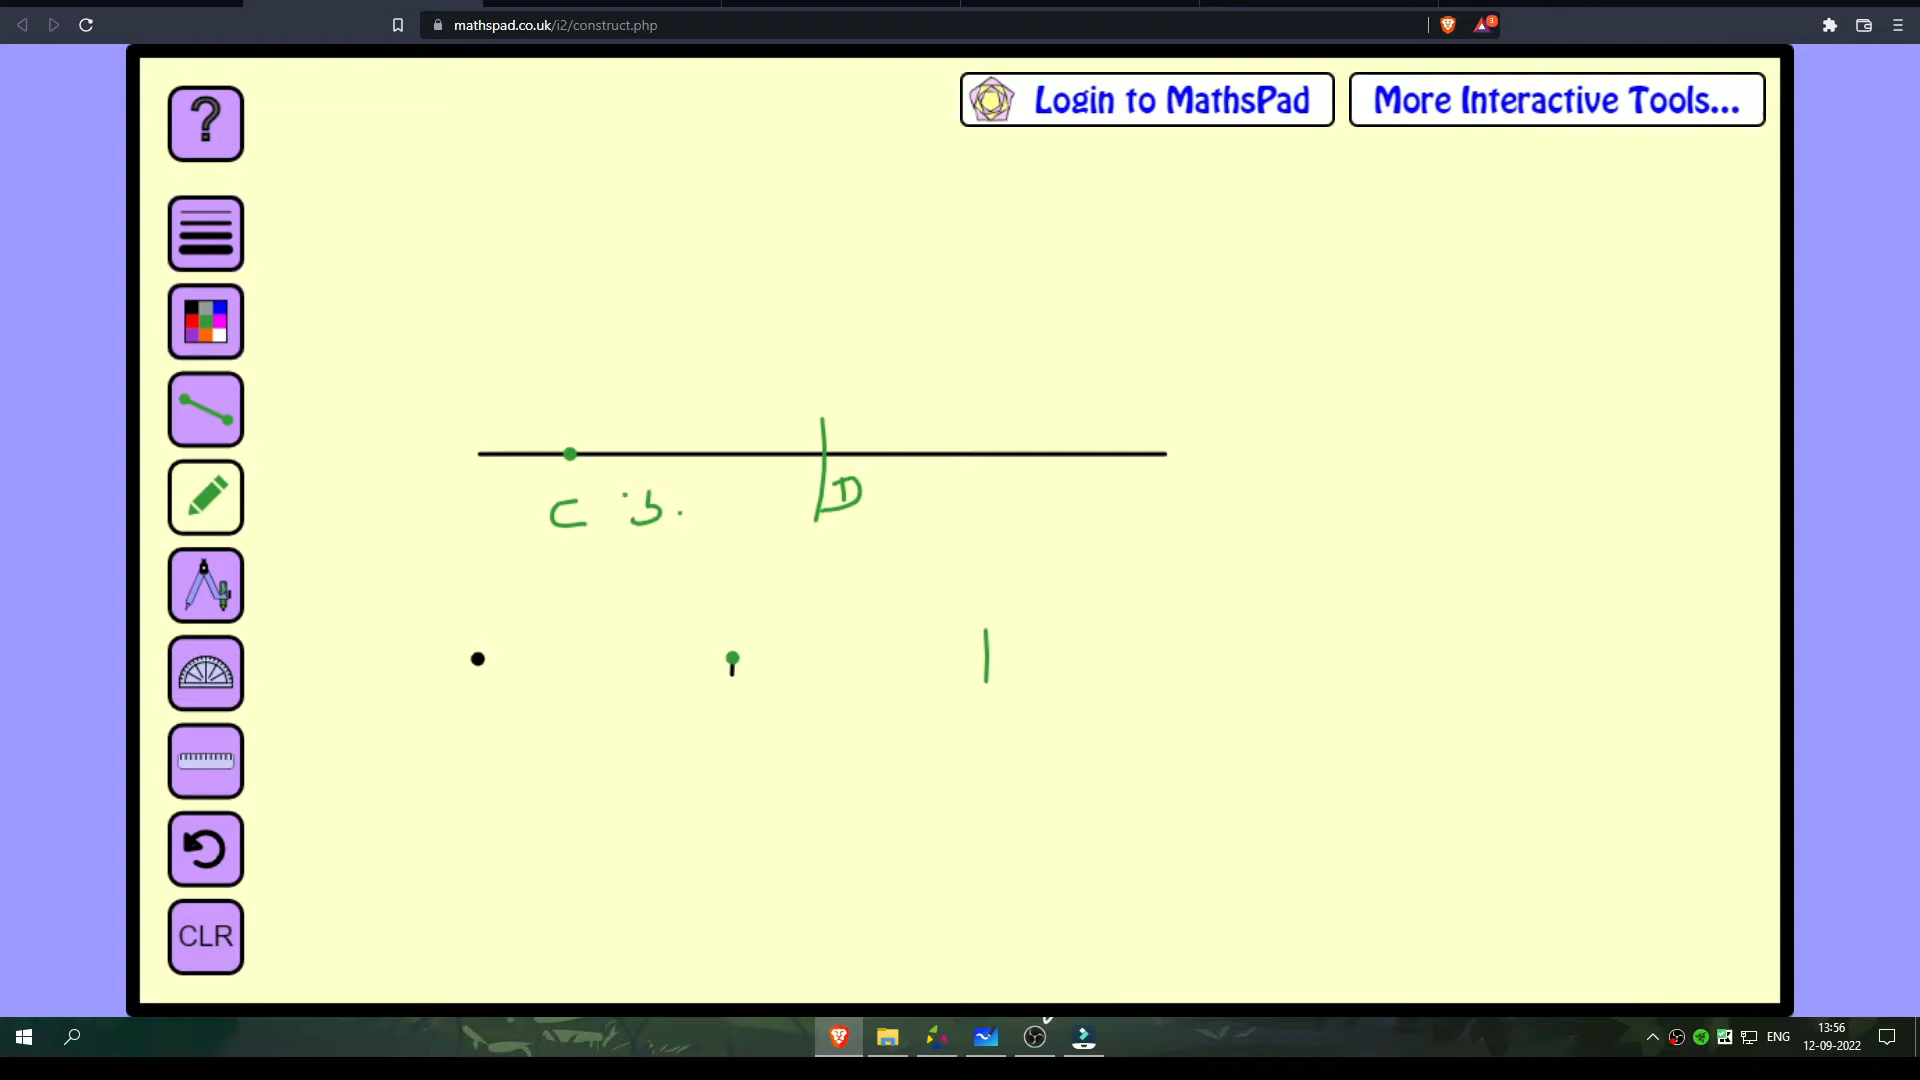 mathspad.co.uk/i2/construct.php
3
Login to MathsPad
More Interactive Tools...
?
C
D
CLR
ENG
13:56
12-09-2022